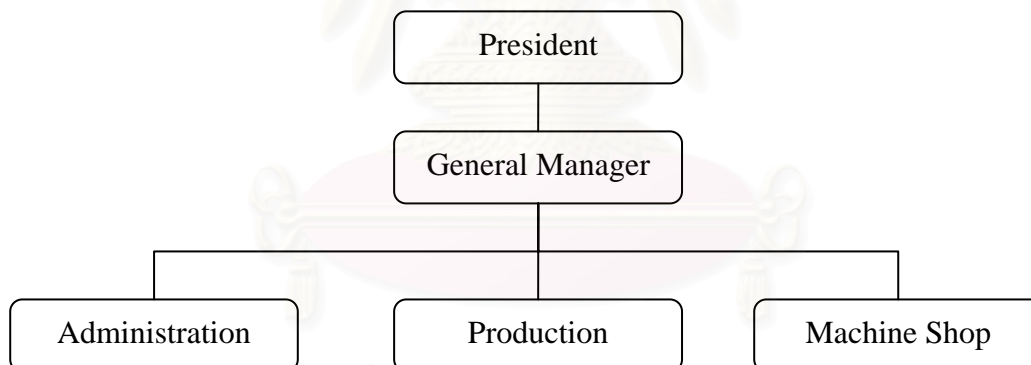 President
General Manager
Administration
Production
Machine Shop